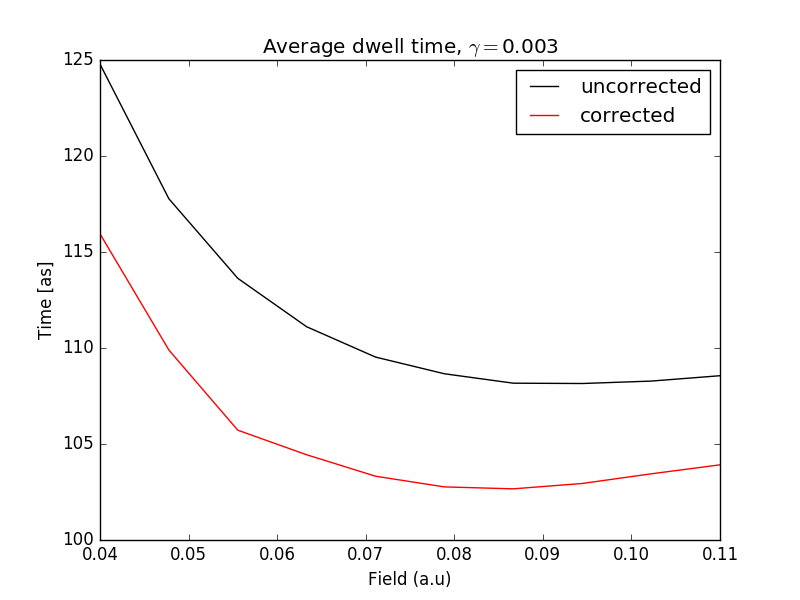 Average dwell time, γ = 0.003
125
120
115
110
105
100
Time [as]
uncorrected
corrected
0.04 0.05 0.06 0.07 0.08 0.09 0.10 0.11
Field (a.u)